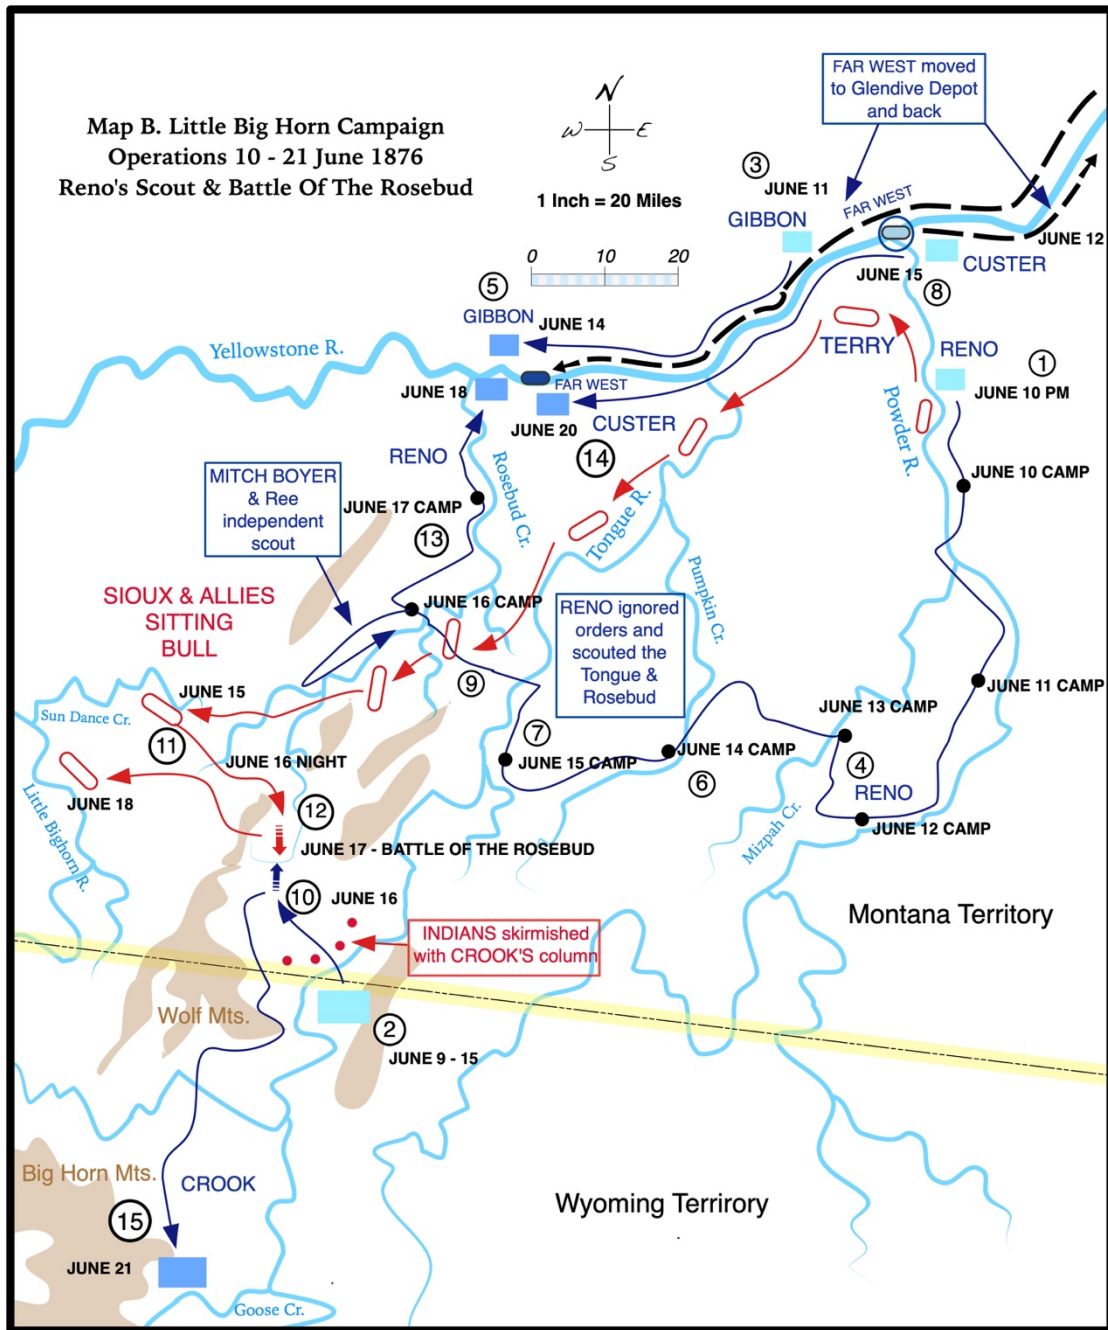 Map B. Little Big Horn Campaign
Operations 10 - 21 June 1876
Reno's Scout & Battle Of The Rosebud
N
W
E
S
1 Inch = 20 Miles
0
10
20
FAR WEST moved
to Glendive Depot
and back
3
JUNE 11
GIBBON
FAR WEST
JUNE 12
CUSTER
JUNE 15
8
5
GIBBON
JUNE 14
Yellowstone R.
TERRY
RENO
1
JUNE 10 PM
JUNE 18
FAR WEST
JUNE 20
CUSTER
14
Powder R.
RENO
MITCH BOYER
& Ree
independent
scout
Rosebud Cr.
JUNE 17 CAMP
13
Tongue R.
JUNE 10 CAMP
Pumpkin Cr.
SIOUX & ALLIES
SITTING
BULL
JUNE 16 CAMP
RENO ignored
orders and
scouted the
Tongue &
Rosebud
9
JUNE 15
Sun Dance Cr.
11
JUNE 11 CAMP
JUNE 13 CAMP
7
JUNE 15 CAMP
JUNE 14 CAMP
6
4
RENO
JUNE 16 NIGHT
JUNE 18
Little Bighorn R.
12
JUNE 12 CAMP
Mizpah Cr.
JUNE 17 - BATTLE OF THE ROSEBUD
10
JUNE 16
INDIANS skirmished
with CROOK'S column
Montana Territory
Wolf Mts.
2
JUNE 9 - 15
Big Horn Mts.
CROOK
15
JUNE 21
Wyoming Terrirory
Goose Cr.